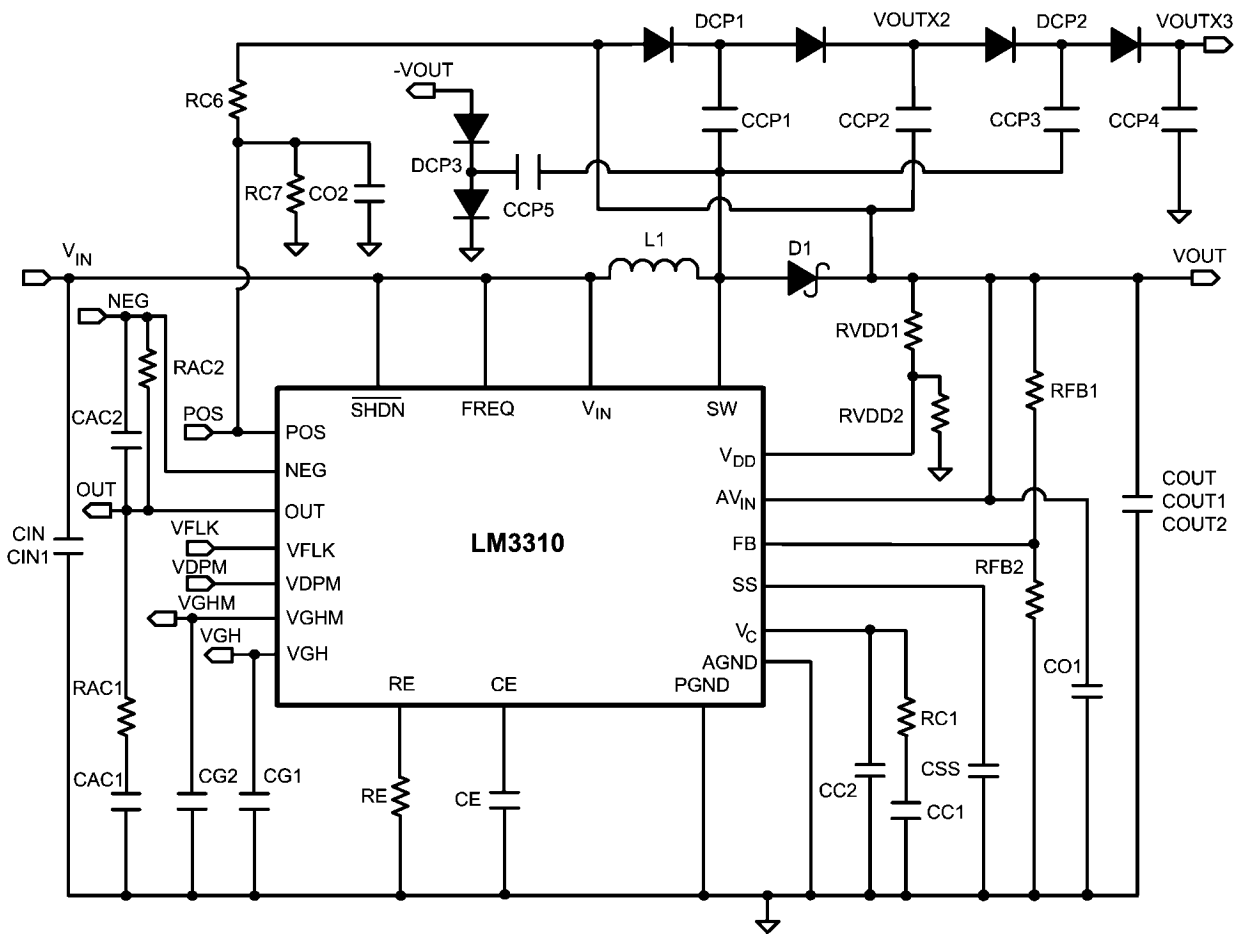 DCP1
VOUTX2
DCP2
VOUTX3
-VOUT
RC6
CCP1
CCP2
CCP3
CCP4
DCP3
RC7
CO2
CCP5
V_IN
L1
D1
VOUT
NEG
RVDD1
RAC2
RFB1
SHDN
FREQ
V_IN
SW
CAC2
POS
POS
RVDD2
V_DD
NEG
AV_IN
COUT
COUT1
COUT2
OUT
OUT
CIN
CIN1
VFLK
VFLK
LM3310
FB
RFB2
VDPM
VDPM
SS
VGHM
VGHM
V_C
VGH
VGH
AGND
RE
CE
PGND
CO1
RAC1
RC1
CAC1
CG2
CG1
RE
CE
CC2
CC1
CSS